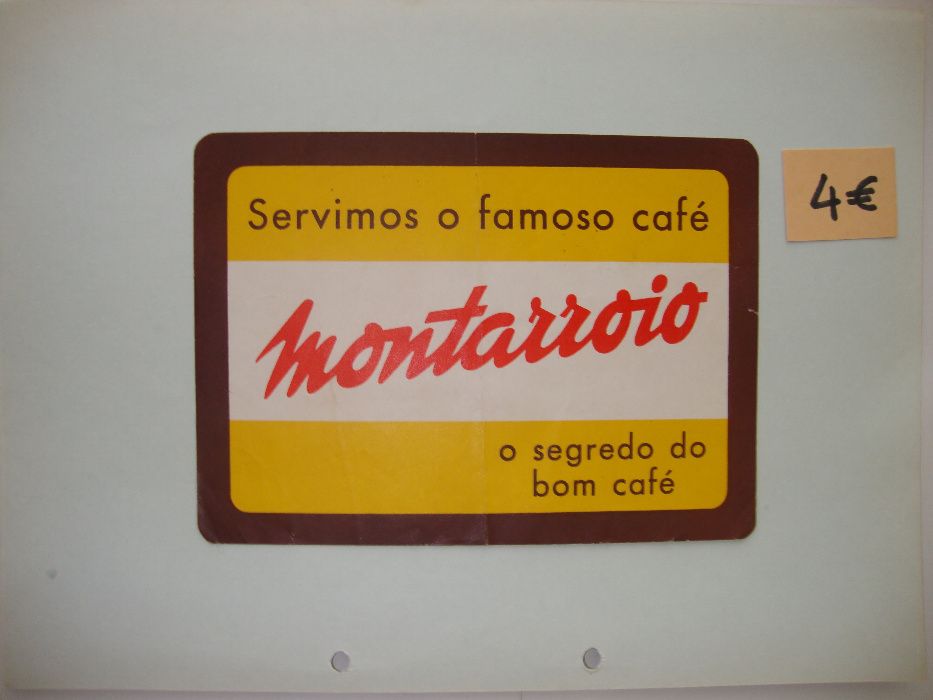 Servimos o famoso café
4€
montarroio
o segredo do
bom café